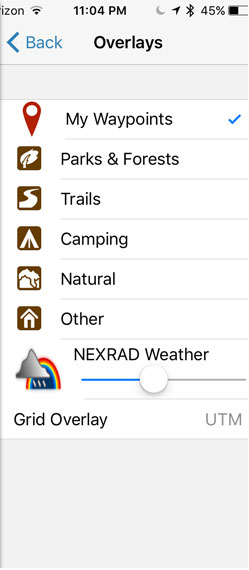 11:04 PM 45%
Back Overlays
My Waypoints
Parks & Forests
Trails
Camping
Natural
Other
NEXRAD Weather
Grid Overlay UTM